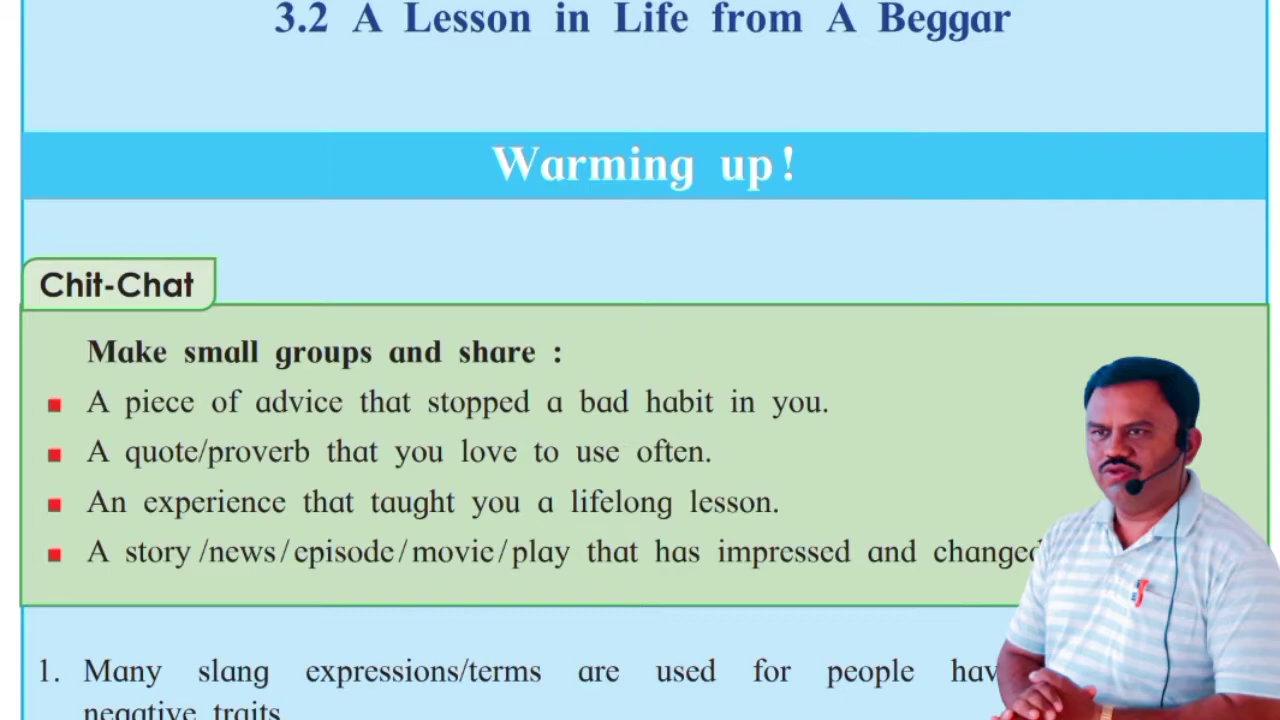 3.2 A Lesson in Life from A Beggar
Warming up!
Chit-Chat
Make small groups and share :
A piece of advice that stopped a bad habit in you.
A quote/proverb that you love to use often.
An experience that taught you a lifelong lesson.
A story /news/episode/movie/play that has impressed and changed
1. Many slang expressions/terms are used for people
negative traits